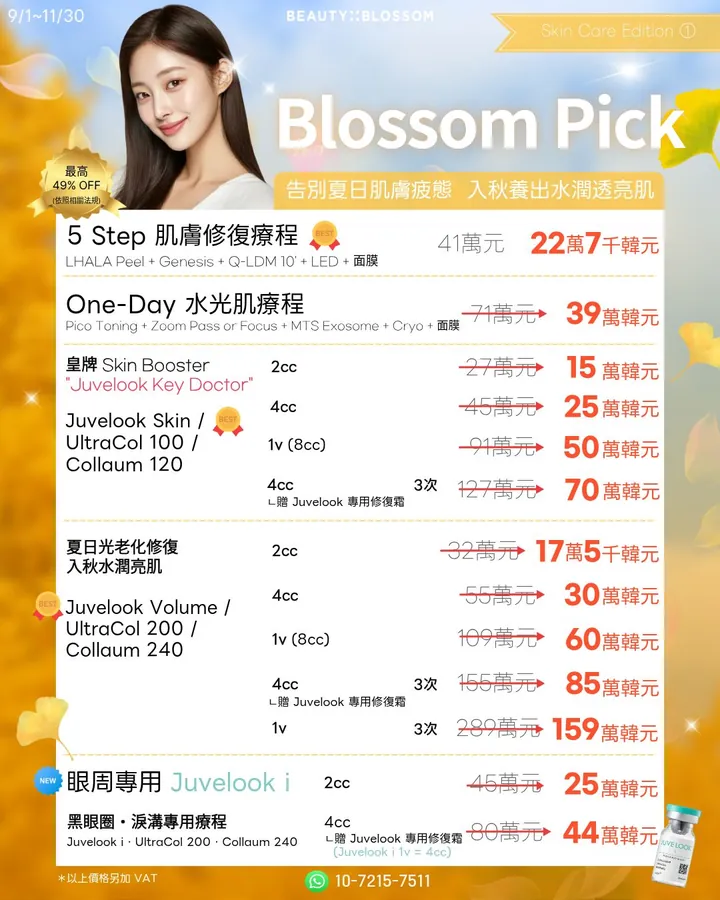 9/1~11/30
BEAUTY::BLOSSOM
Skin Care Edition ①
Blossom Pick
告別夏日肌膚疲態 入秋養出水潤透亮肌
最高
49% OFF
(依照相關法規)
5 Step 肌膚修復療程 BEST 41萬元 22萬7千韓元
LHALA Peel + Genesis + Q-LDM 10' + LED + 面膜
One-Day 水光肌療程 71萬元 39萬韓元
Pico Toning + Zoom Pass or Focus + MTS Exosome + Cryo + 面膜
皇牌 Skin Booster 2cc 27萬元 15萬韓元
"Juvelook Key Doctor"
4cc 45萬元 25萬韓元
Juvelook Skin / BEST
UltraCol 100 / 1v (8cc) 91萬元 50萬韓元
Collaum 120
4cc 3次 127萬元 70萬韓元
ㄴ贈 Juvelook 專用修復霜
夏日光老化修復 2cc 32萬元 17萬5千韓元
入秋水潤亮肌
4cc 55萬元 30萬韓元
BEST Juvelook Volume /
UltraCol 200 / 1v (8cc) 109萬元 60萬韓元
Collaum 240
4cc 3次 155萬元 85萬韓元
ㄴ贈 Juvelook 專用修復霜
1v 3次 289萬元 159萬韓元
NEW 眼周專用 Juvelook i 2cc 45萬元 25萬韓元
黑眼圈・淚溝專用療程 4cc 80萬元 44萬韓元
Juvelook i · UltraCol 200 · Collaum 240 ㄴ贈 Juvelook 專用修復霜
(Juvelook i 1v = 4cc)
JUVELOOK
＊以上價格另加 VAT
10-7215-7511